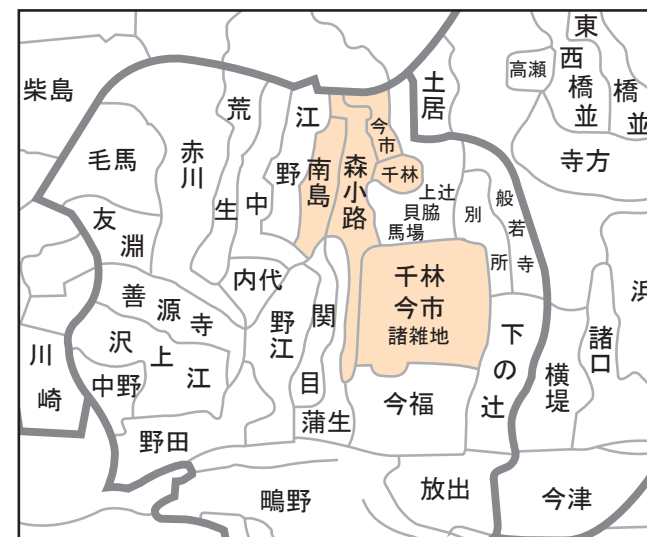 柴島
毛馬
赤川
荒生
中
江野
南島
森小路
今市
千林
土居
高瀬
東橋並
西橋並
寺方
上辻
貝脇
馬場
別所
般若寺
友淵
善源寺
内代
野江
関目
千林
今市
諸雑地
下の辻
横堤
諸口
浜
川崎
沢上江
中野
野田
蒲生
今福
鴫野
放出
今津